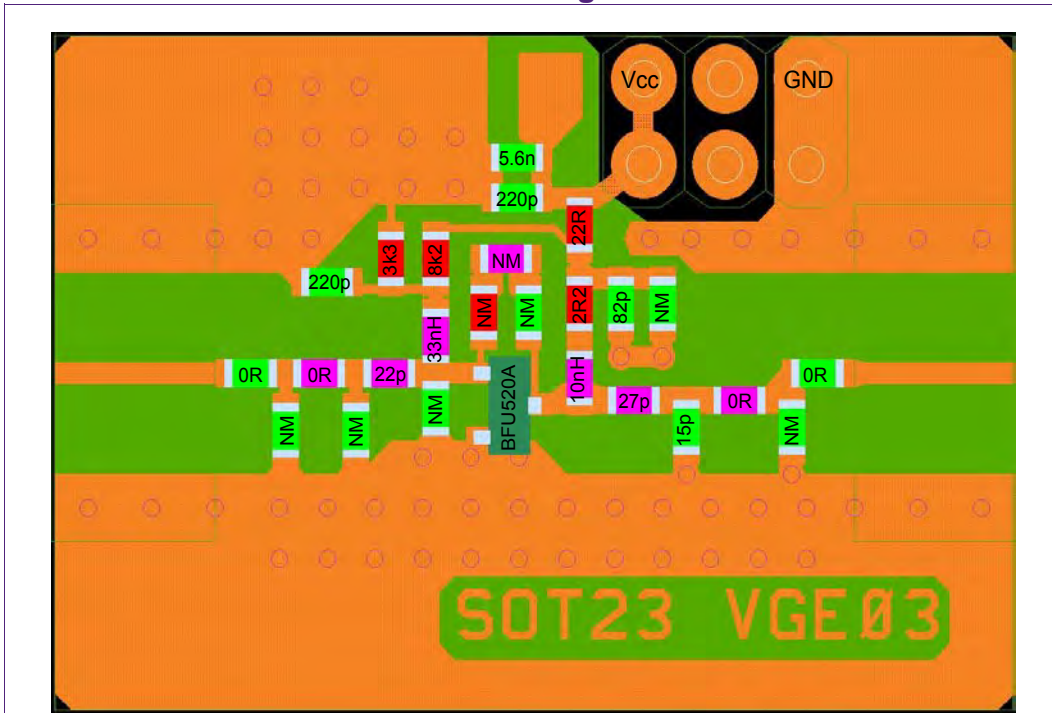 Vcc
GND
5.6n
220p
22R
3k3
8k2
NM
220p
NM
NM
2R2
82p
NM
33nH
0R
0R
22p
10nH
0R
NM
NM
NM
BFU520A
27p
15p
0R
NM
SOT23 VGE03